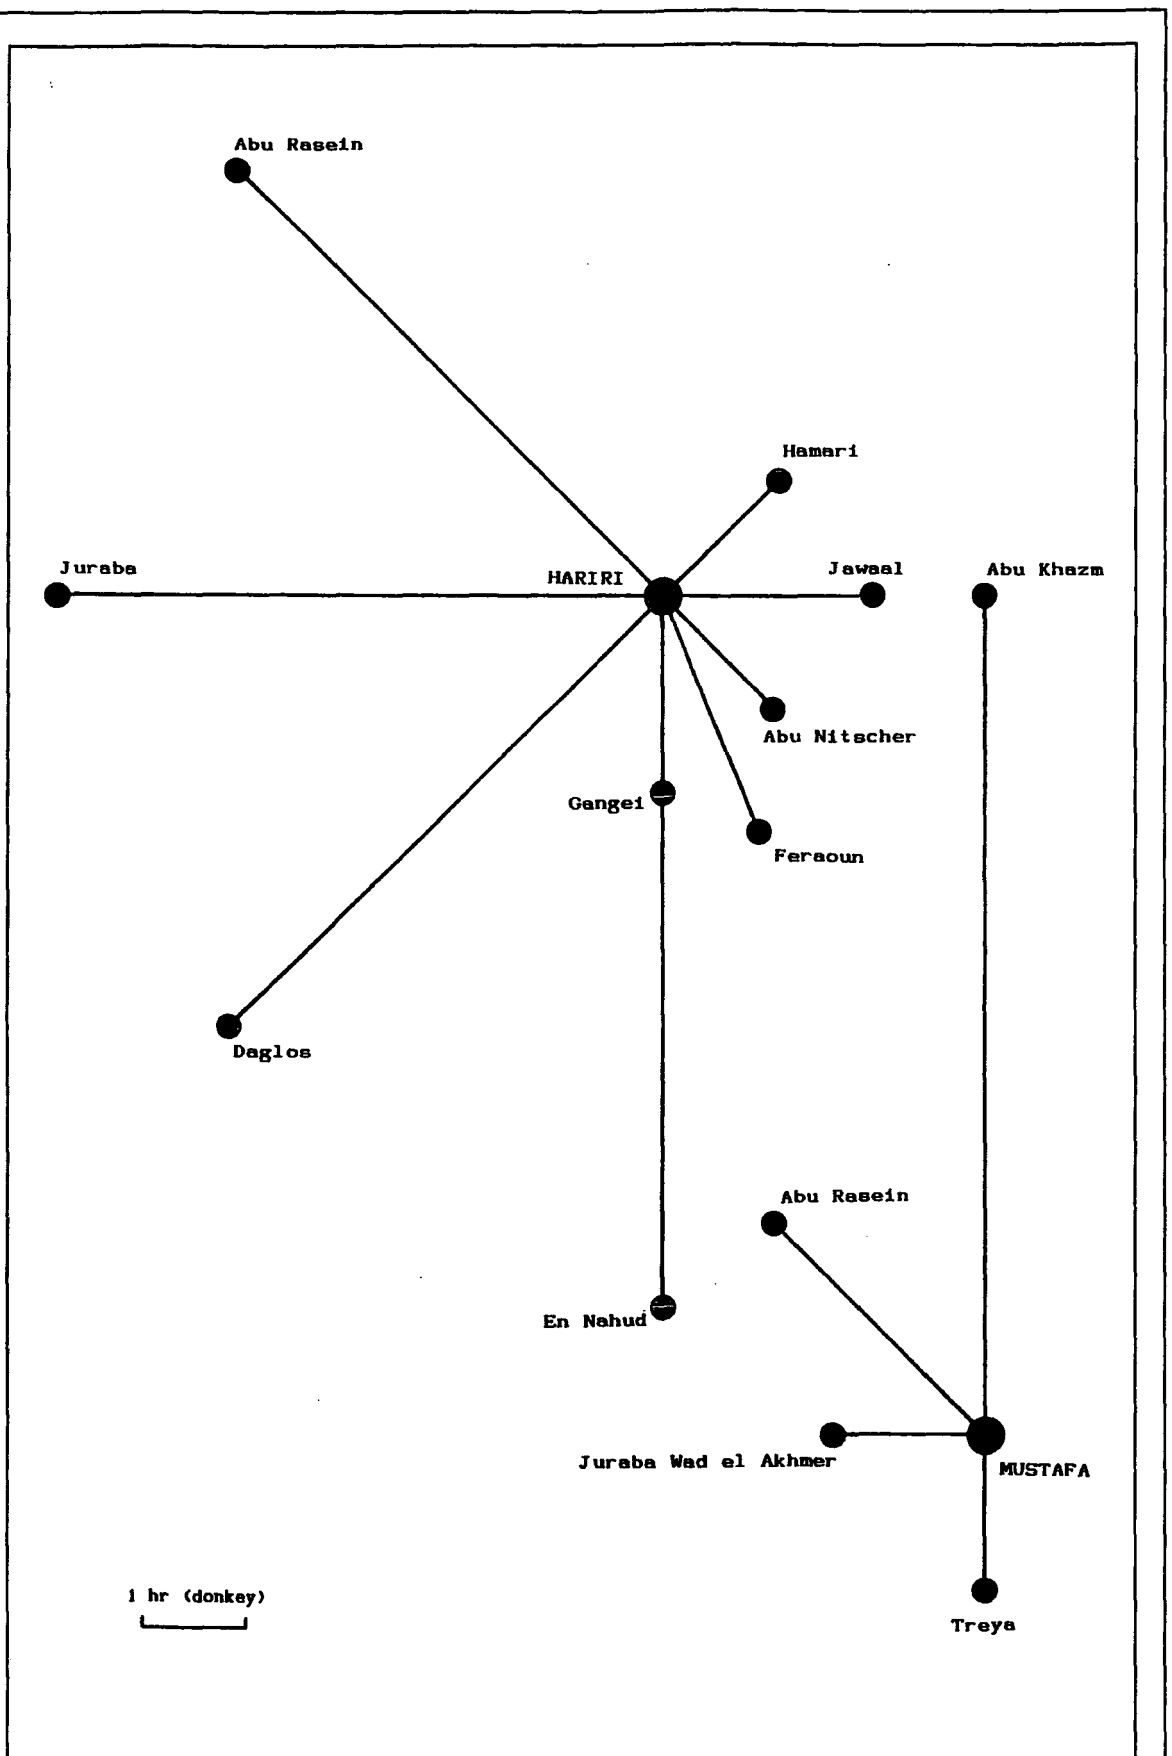 Abu Rasein
Hamari
Juraba
HARIRI
Jawaal
Abu Khazm
Abu Nitscher
Gangei
Feraoun
Daglos
Abu Rasein
En Nahud
Juraba Wad el Akhmer
MUSTAFA
1 hr (donkey)
Treya